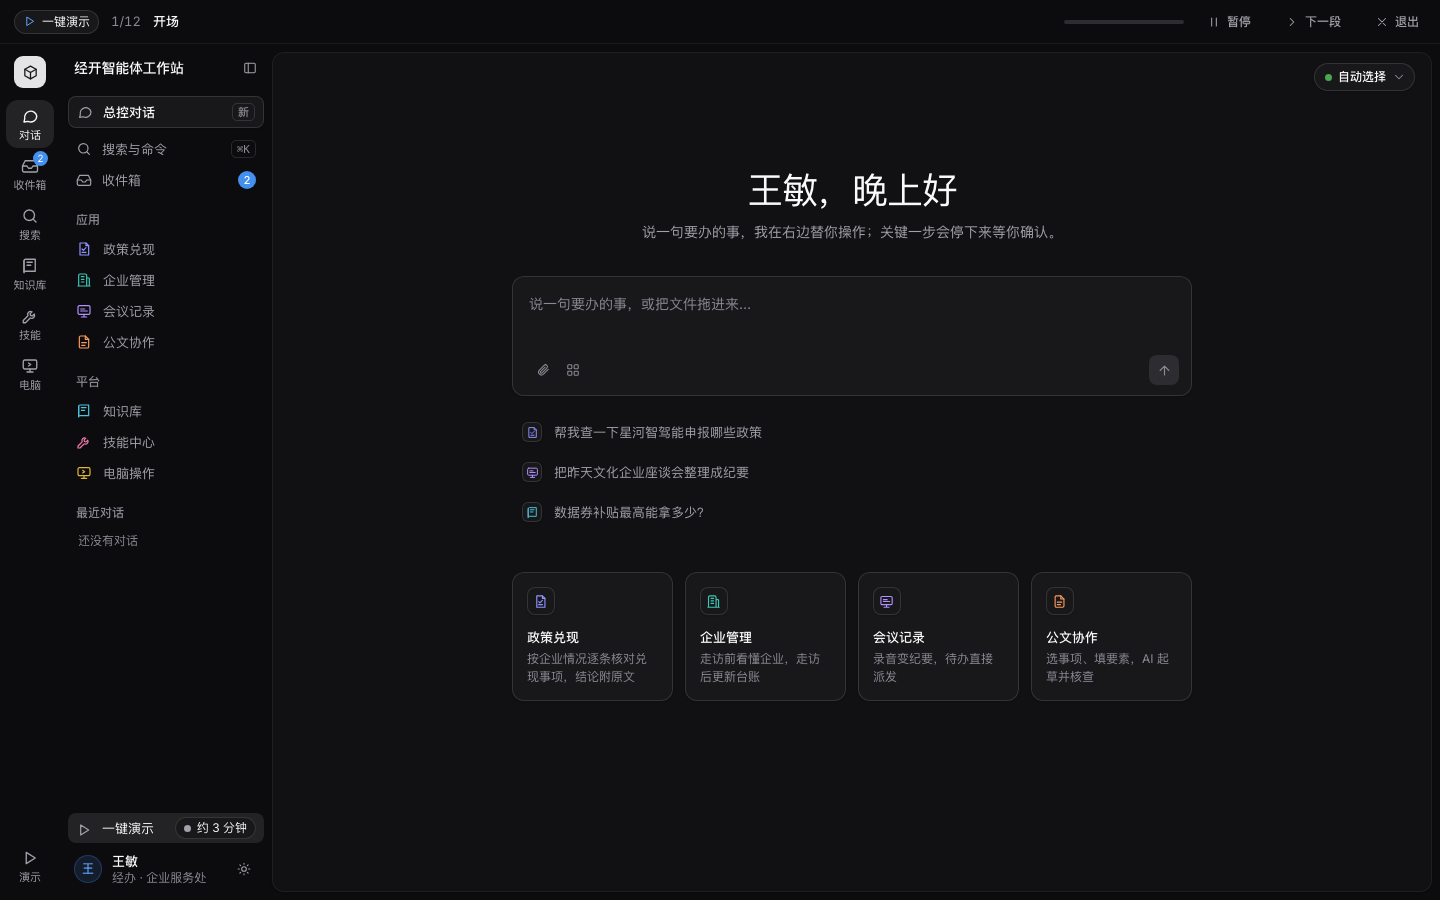 一键演示
1/12 开场
暂停
下一段
退出
对话
2
收件箱
搜索
知识库
技能
电脑
演示
经开智能体工作站
总控对话 新
搜索与命令 ⌘K
收件箱 2
应用
政策兑现
企业管理
会议记录
公文协作
平台
知识库
技能中心
电脑操作
最近对话
还没有对话
一键演示 约 3 分钟
王 王敏
经办 · 企业服务处
自动选择
王敏，晚上好
说一句要办的事，我在右边替你操作；关键一步会停下来等你确认。
说一句要办的事，或把文件拖进来...
帮我查一下星河智驾能申报哪些政策
把昨天文化企业座谈会整理成纪要
数据券补贴最高能拿多少？
政策兑现
按企业情况逐条核对兑
现事项，结论附原文
企业管理
走访前看懂企业，走访
后更新台账
会议记录
录音变纪要，待办直接
派发
公文协作
选事项、填要素，AI 起
草并核查